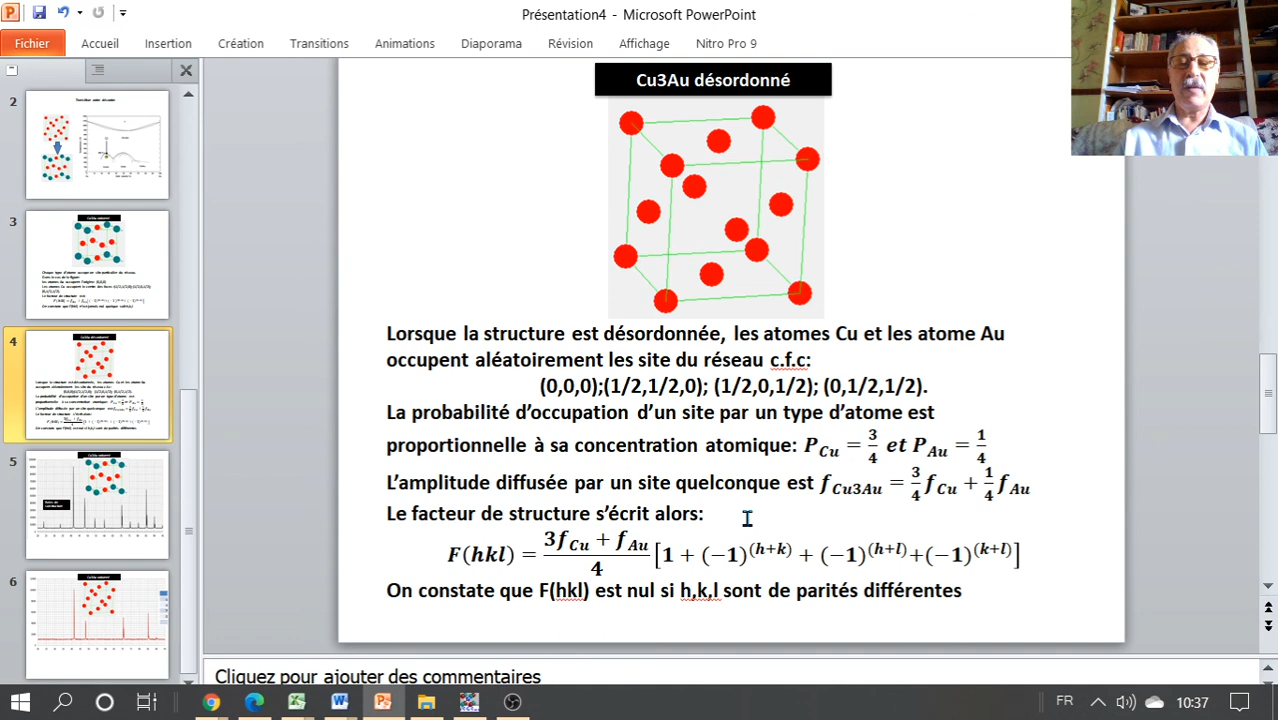 Présentation4 - Microsoft PowerPoint
Fichier Accueil Insertion Création Transitions Animations Diaporama Révision Affichage Nitro Pro 9
2
3
4
5
6
Cu3Au désordonné
Lorsque la structure est désordonnée, les atomes Cu et les atome Au
occupent aléatoirement les site du réseau c.f.c:
(0,0,0);(1/2,1/2,0); (1/2,0,1/2); (0,1/2,1/2).
La probabilité d'occupation d'un site par un type d'atome est
proportionnelle à sa concentration atomique: P_Cu = 3/4 et P_Au = 1/4
L'amplitude diffusée par un site quelconque est f_Cu3Au = 3/4 f_Cu + 1/4 f_Au
Le facteur de structure s'écrit alors:
F(hkl) = (3f_Cu + f_Au)/4 [1 + (−1)^(h+k) + (−1)^(h+l) +(−1)^(k+l)]
On constate que F(hkl) est nul si h,k,l sont de parités différentes
Cliquez pour ajouter des commentaires
FR 10:37